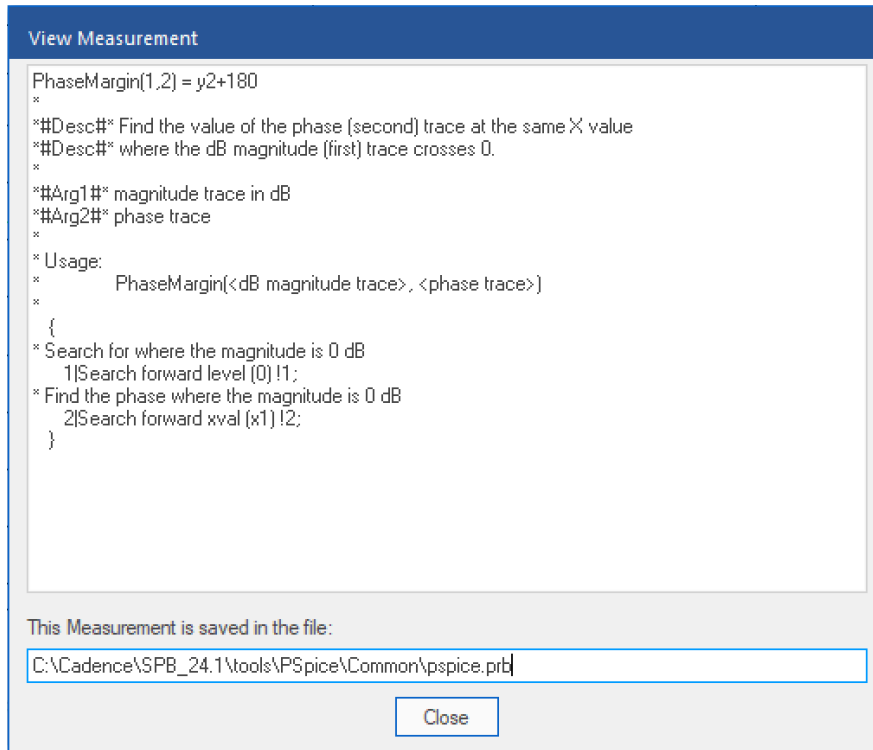 View Measurement
PhaseMargin(1,2) = y2+180
*
*#Desc#* Find the value of the phase (second) trace at the same X value
*#Desc#* where the dB magnitude (first) trace crosses 0.
*
*#Arg1#* magnitude trace in dB
*#Arg2#* phase trace
*
* Usage:
* PhaseMargin(<dB magnitude trace>, <phase trace>)
*
{
* Search for where the magnitude is 0 dB
1|Search forward level (0) !1;
* Find the phase where the magnitude is 0 dB
2|Search forward xval (x1) !2;
}
This Measurement is saved in the file:
C:\Cadence\SPB_24.1\tools\PSpice\Common\pspice.prb
Close